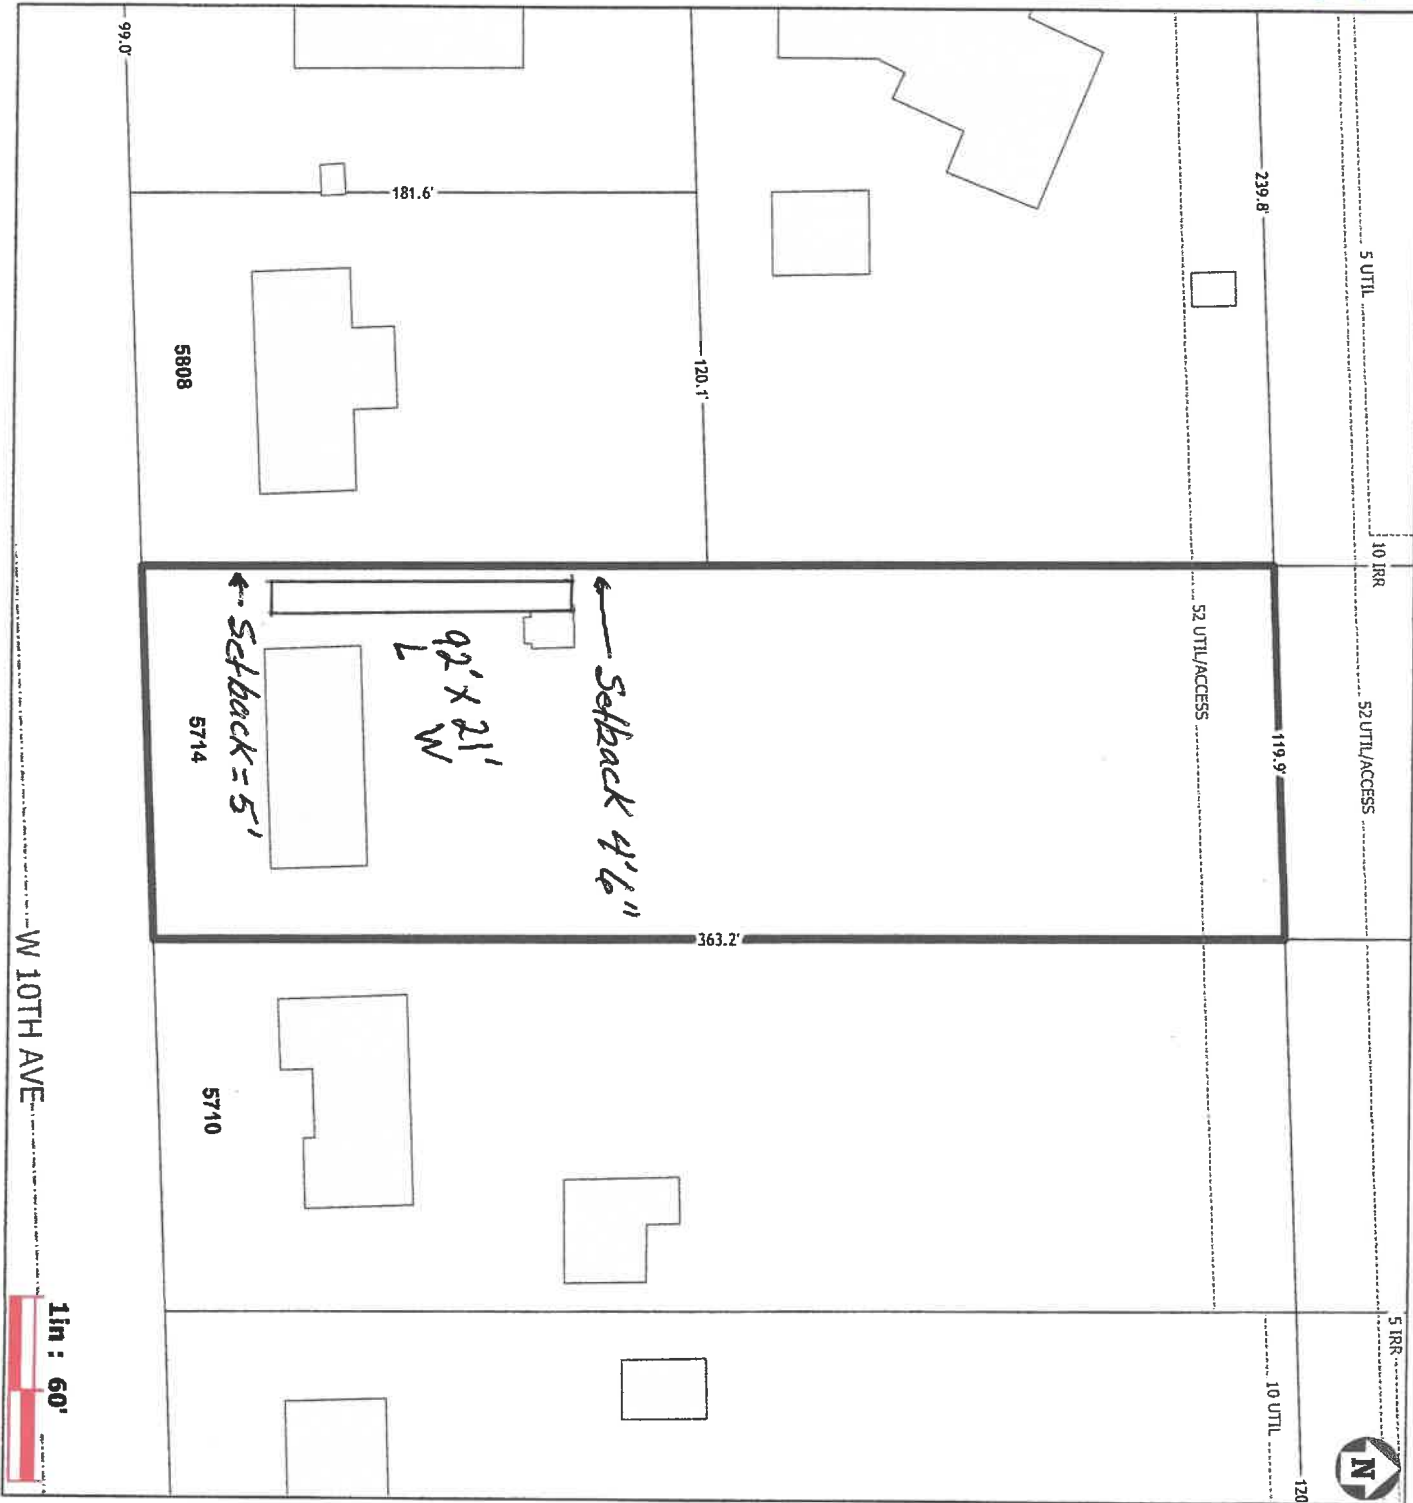 99.0'
181.6'
239.8'
5 UTIL
10 IRR
120.1'
5808
52 UTIL/ACCESS
52 UTIL/ACCESS
119.9'
← Setback 4'6"
92' X 21'
L W
← Setback = 5'
5714
363.2'
W 10TH AVE
5710
5 IRR
10 UTIL
120
1in : 60'
N